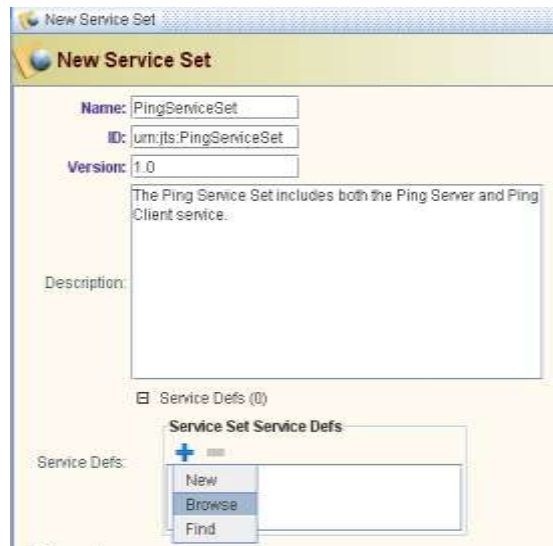 New Service Set
New Service Set
Name: PingServiceSet
ID: urn:jts:PingServiceSet
Version: 1.0
The Ping Service Set includes both the Ping Server and Ping
Client service.
Description:
Service Defs (0)
Service Set Service Defs
Service Defs:
New
Browse
Find